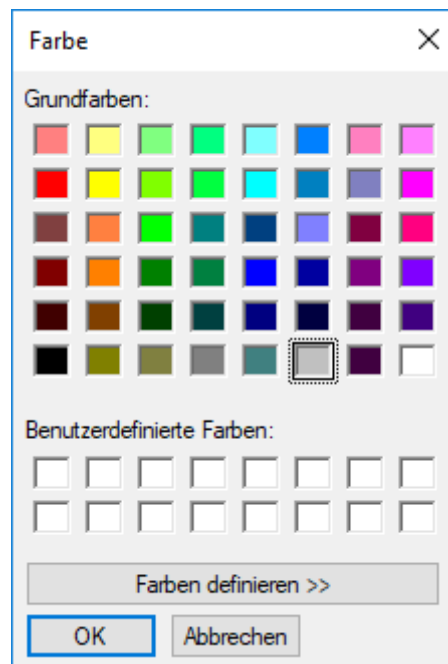 Farbe
Grundfarben:
Benutzerdefinierte Farben:
Farben definieren >>
OK
Abbrechen